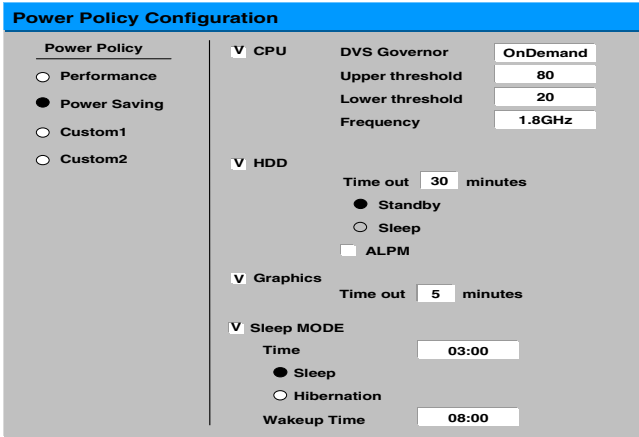 Power Policy Configuration
Power Policy
Performance
Power Saving
Custom1
Custom2
V CPU
DVS Governor OnDemand
Upper threshold 80
Lower threshold 20
Frequency 1.8GHz
V HDD
Time out 30 minutes
Standby
Sleep
ALPM
V Graphics
Time out 5 minutes
V Sleep MODE
Time 03:00
Sleep
Hibernation
Wakeup Time 08:00